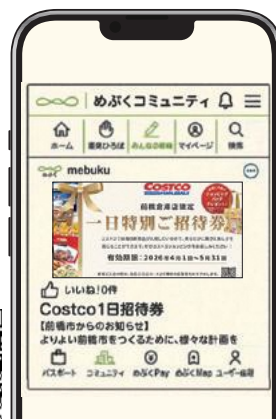 めぶくコミュニティ
ホーム
みんなの投稿
マイページ
検索
めぶく mebuku
COSTCO
WHOLESALE
前橋倉庫店限定
一日特別ご招待券
有効期限:2026年4月1日〜5月31日
いいね!0件
Costco1日招待券
【前橋市からのお知らせ】
よりよい前橋市をつくるために、様々な計画を
パスポート
コミュニティ
めぶくPay
めぶくMap
ユーザー情報